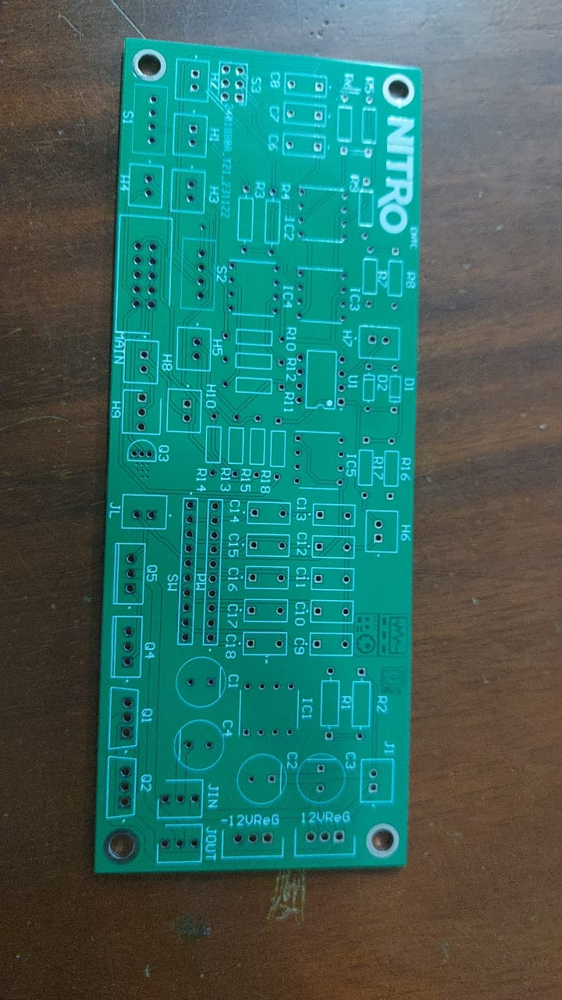 NITRO
EMTC
R5
R9
R8
R7
H7
D1
D2
U1
R16
R17
H6
R2
R1
J1
C8
C7
C6
R4
R3
IC2
IC3
IC4
R10
R12
R11
IC5
R18
R15
R13
R14
C13
C12
C11
C10
C9
C14
C15
C16
C17
C18
IC1
C3
C2
12VReG
-12VReG
S3
H2
H1
H3
S2
H5
H10
PW
SW
C1
C4
JIN
JOUT
S1
H4
MAIN
H8
H9
Q3
JL
Q5
Q4
Q1
Q2